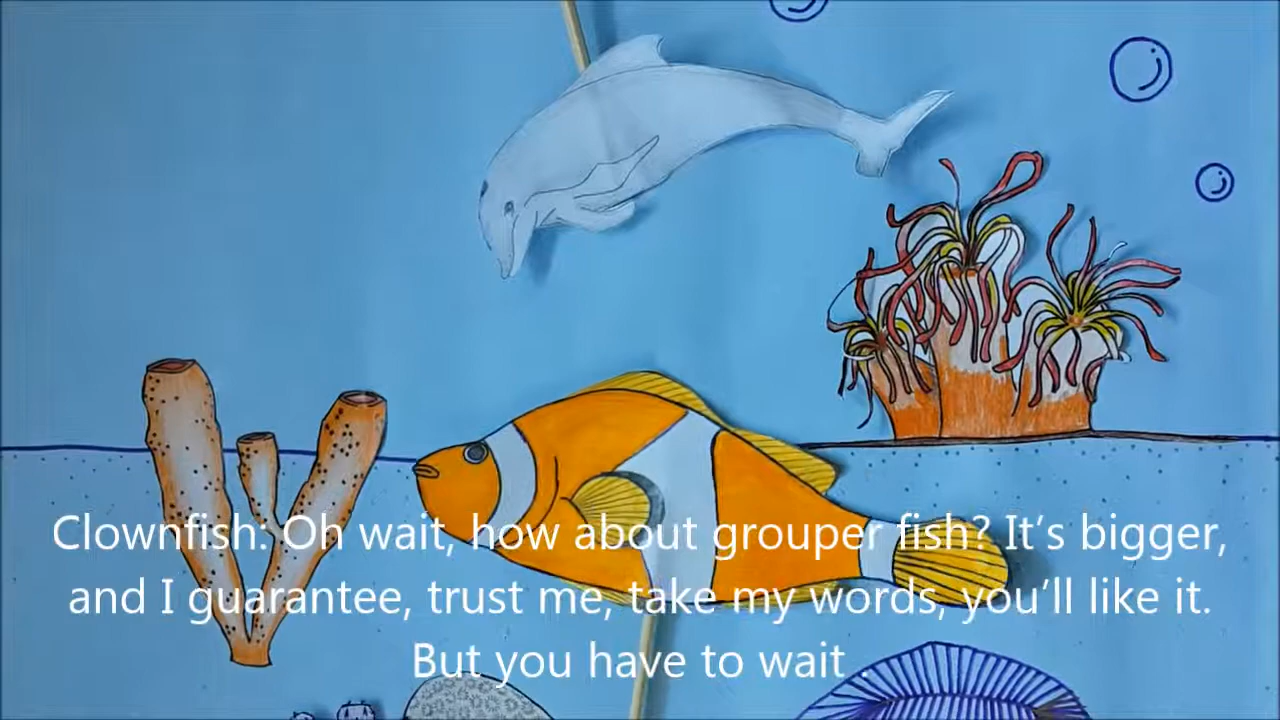 Clownfish: Oh wait, how about grouper fish? It’s bigger,
and I guarantee, trust me, take my words, you’ll like it.
But you have to wait .